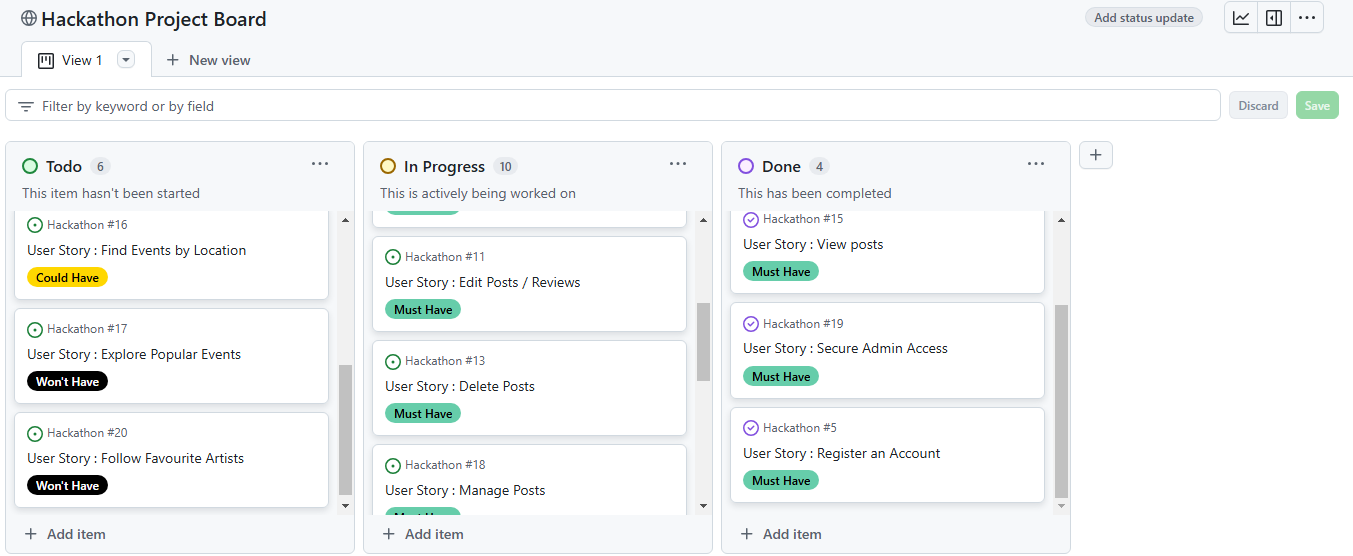 Hackathon Project Board
Add status update
View 1
New view
Filter by keyword or by field
Discard
Save
Todo 6
This item hasn't been started
Hackathon #16
User Story : Find Events by Location
Could Have
Hackathon #17
User Story : Explore Popular Events
Won't Have
Hackathon #20
User Story : Follow Favourite Artists
Won't Have
Add item
In Progress 10
This is actively being worked on
Hackathon #11
User Story : Edit Posts / Reviews
Must Have
Hackathon #13
User Story : Delete Posts
Must Have
Hackathon #18
User Story : Manage Posts
Must Have
Add item
Done 4
This has been completed
Hackathon #15
User Story : View posts
Must Have
Hackathon #19
User Story : Secure Admin Access
Must Have
Hackathon #5
User Story : Register an Account
Must Have
Add item